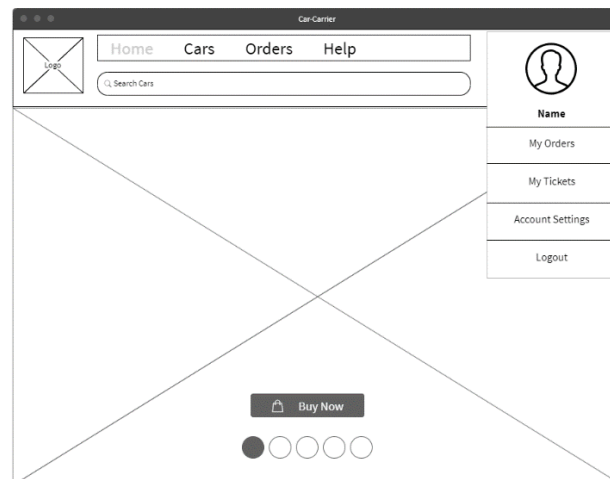 Car-Carrier
Logo
Home Cars Orders Help
Search Cars
Name
My Orders
My Tickets
Account Settings
Logout
Buy Now